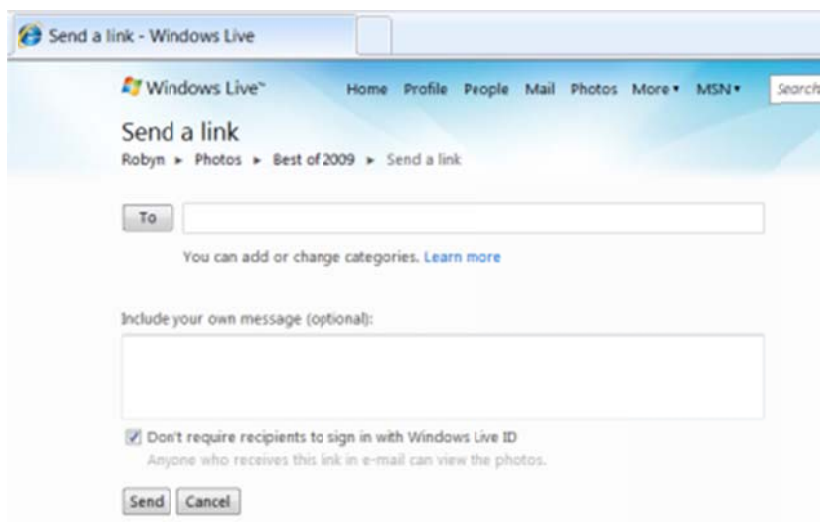 Send a link - Windows Live
Windows Live™ Home Profile People Mail Photos More MSN Search
Send a link
Robyn ► Photos ► Best of 2009 ► Send a link
To
You can add or change categories. Learn more
Include your own message (optional):
Don't require recipients to sign in with Windows Live ID
Anyone who receives this link in e-mail can view the photos.
Send Cancel